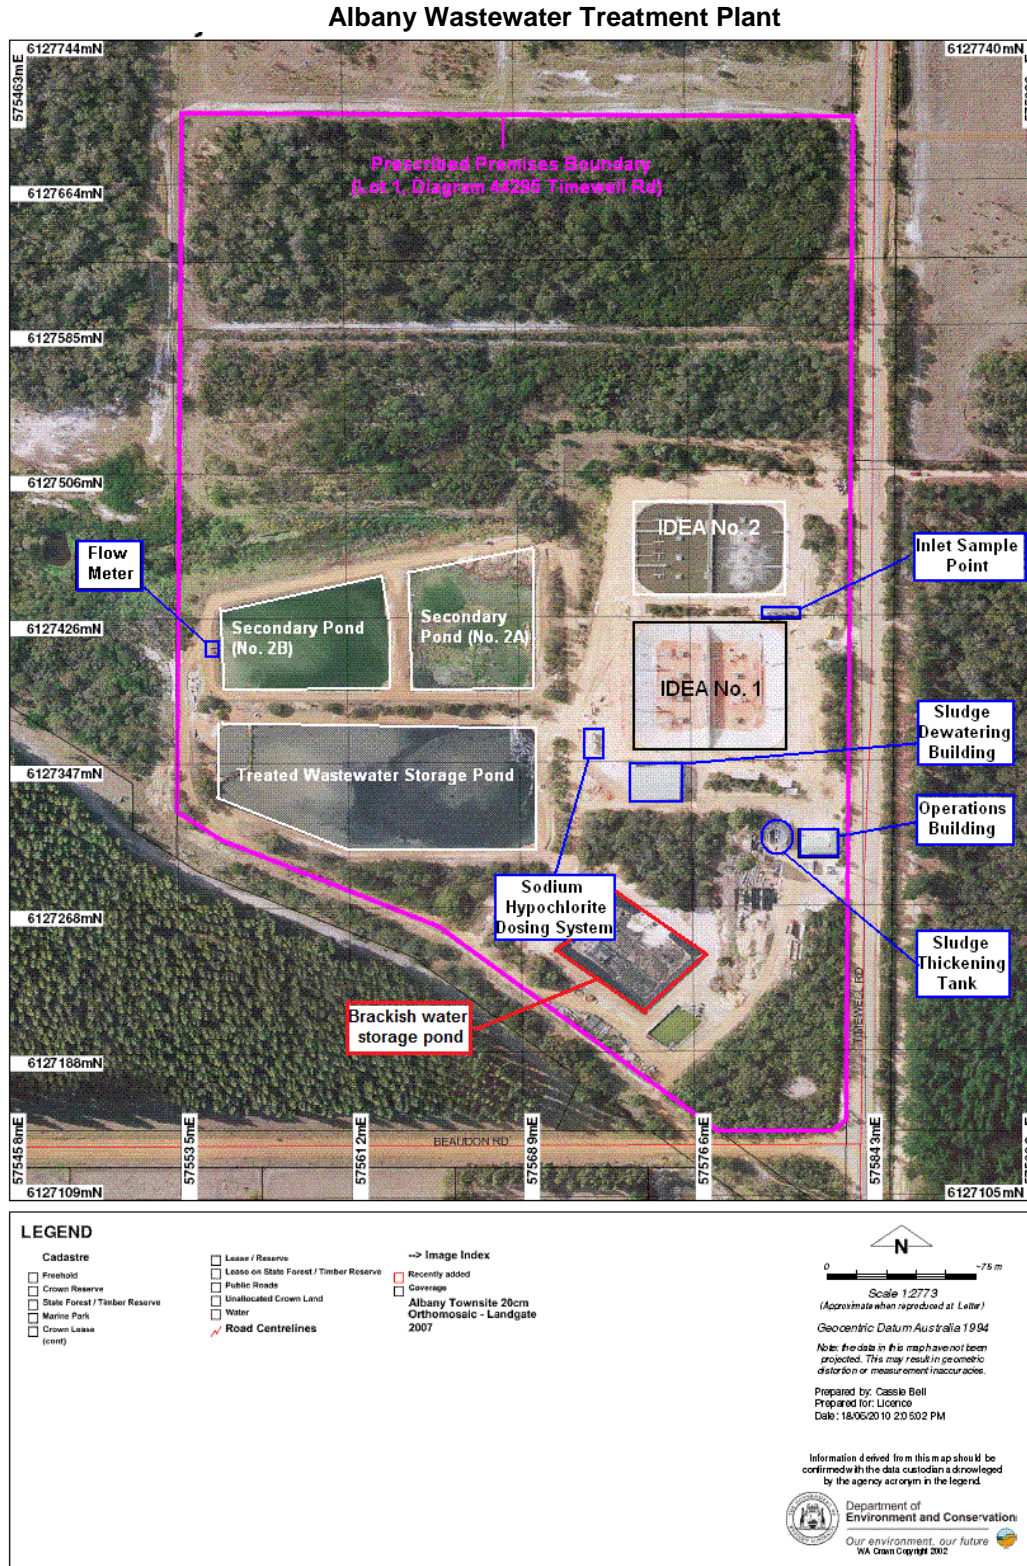 Albany Wastewater Treatment Plant
6127744mN
6127740mN
575463mE
Prescribed Premises Boundary
(Lot 1, Diagram 44295 Timewell Rd)
6127664mN
6127585mN
6127506mN
IDEA No. 2
Flow
Meter
Inlet Sample
Point
Secondary Pond
(No. 2B)
Secondary
Pond (No. 2A)
6127426mN
IDEA No. 1
Sludge
Dewatering
Building
Treated Wastewater Storage Pond
6127347mN
Operations
Building
Sodium
Hypochlorite
Dosing System
6127268mN
Sludge
Thickening
Tank
Brackish water
storage pond
TIMEWELL RD
6127188mN
575458mE
575535mE
575612mE
575689mE
575766mE
575843mE
BEAUDON RD
6127109mN
6127105mN
LEGEND
Cadastre
Freehold
Crown Reserve
State Forest / Timber Reserve
Marine Park
Crown Lease
(cont)
Lease / Reserve
Lease on State Forest / Timber Reserve
Public Roads
Unallocated Crown Land
Water
Road Centrelines
--> Image Index
Recently added
Coverage
Albany Townsite 20cm
Orthomosaic - Landgate
2007
N
0
~75 m
Scale 1:2773
(Approximate when reproduced at Letter)
Geocentric Datum Australia 1994
Note: the data in this map have not been
projected. This may result in geometric
distortion or measurement inaccuracies.
Prepared by: Cassie Bell
Prepared for: Licence
Date: 18/06/2010 2:05:02 PM
Information derived from this map should be
confirmed with the data custodian acknowleged
by the agency acronym in the legend.
Department of
Environment and Conservation
Our environment, our future
WA Crown Copyright 2002